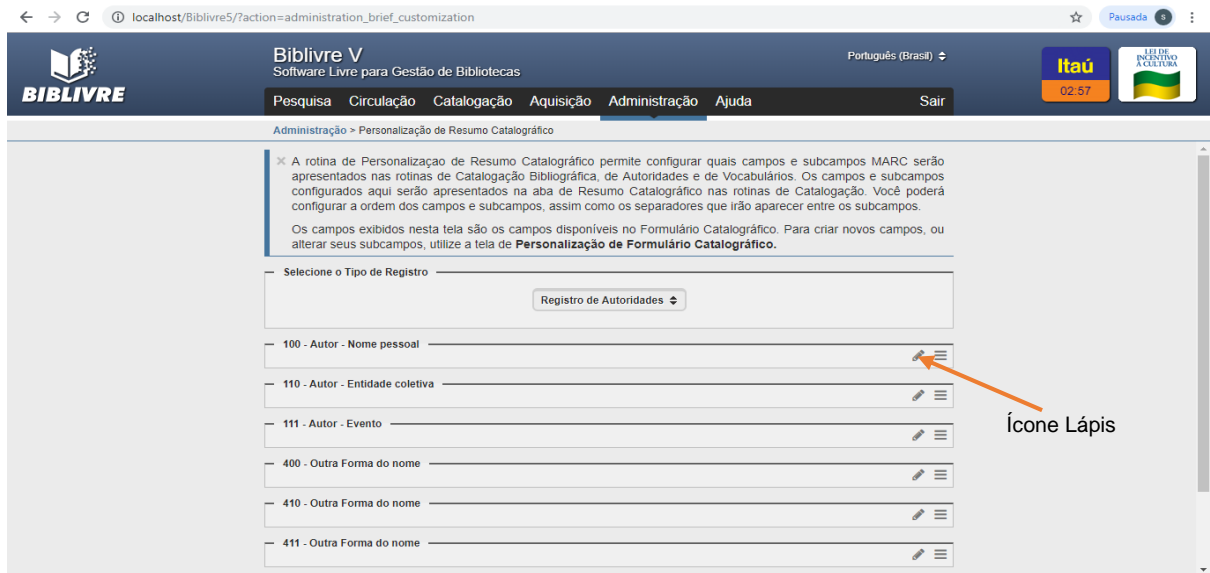 localhost/Biblivre5/?action=administration_brief_customization
Pausada s
BIBLIVRE
Biblivre V
Software Livre para Gestão de Bibliotecas
Português (Brasil)
Itaú
02:57
LEI DE
INCENTIVO
À CULTURA
Pesquisa Circulação Catalogação Aquisição Administração Ajuda Sair
Administração > Personalização de Resumo Catalográfico
× A rotina de Personalizaçao de Resumo Catalográfico permite configurar quais campos e subcampos MARC serão
apresentados nas rotinas de Catalogação Bibliográfica, de Autoridades e de Vocabulários. Os campos e subcampos
configurados aqui serão apresentados na aba de Resumo Catalográfico nas rotinas de Catalogação. Você poderá
configurar a ordem dos campos e subcampos, assim como os separadores que irão aparecer entre os subcampos.
Os campos exibidos nesta tela são os campos disponíveis no Formulário Catalográfico. Para criar novos campos, ou
alterar seus subcampos, utilize a tela de Personalização de Formulário Catalográfico.
Selecione o Tipo de Registro
Registro de Autoridades
100 - Autor - Nome pessoal
110 - Autor - Entidade coletiva
111 - Autor - Evento
Ícone Lápis
400 - Outra Forma do nome
410 - Outra Forma do nome
411 - Outra Forma do nome